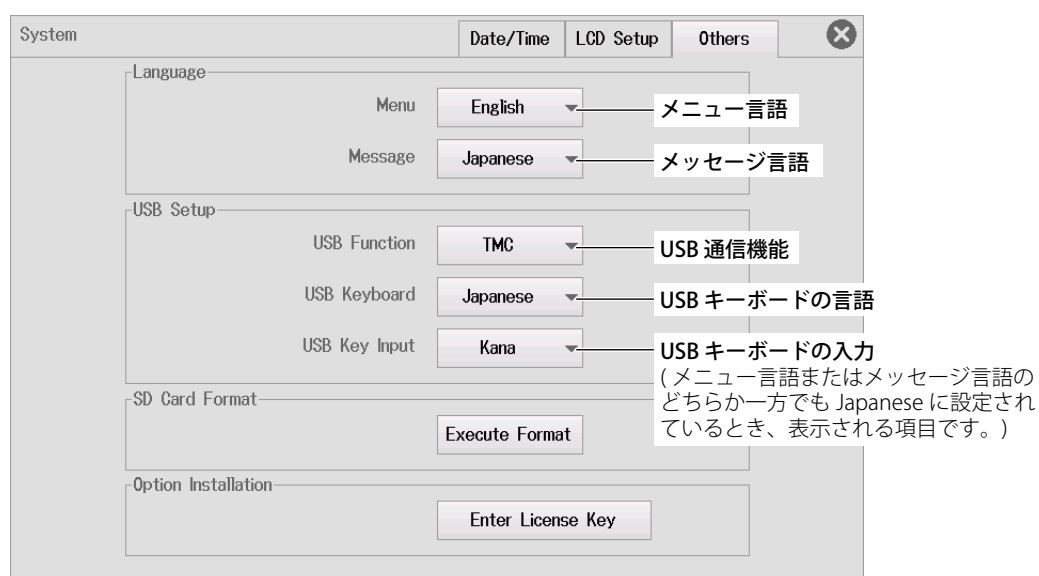 System
Date/Time
LCD Setup
Others
Language
Menu
English
メニュー言語
Message
Japanese
メッセージ言語
USB Setup
USB Function
TMC
USB 通信機能
USB Keyboard
Japanese
USB キーボードの言語
USB Key Input
Kana
USB キーボードの入力
( メニュー言語またはメッセージ言語の
どちらか一方でも Japanese に設定され
ているとき、表示される項目です。)
SD Card Format
Execute Format
Option Installation
Enter License Key